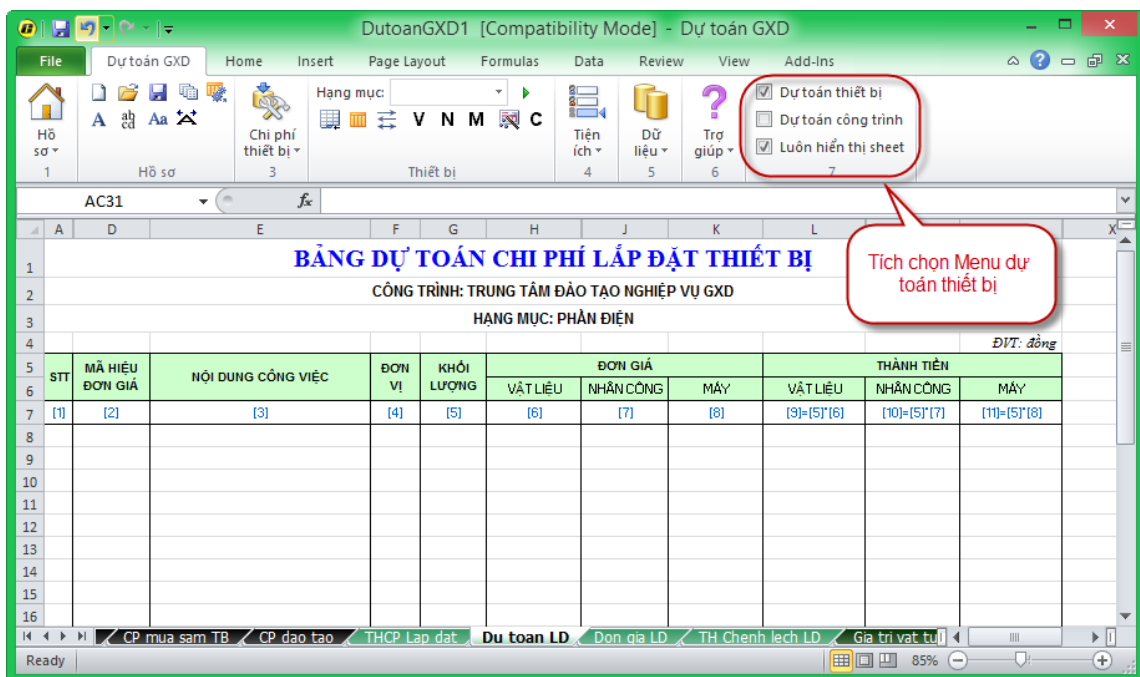 DutoanGXD1 [Compatibility Mode] - Dự toán GXD
File Dự toán GXD Home Insert Page Layout Formulas Data Review View Add-Ins
Hồ sơ
A ab cd Aa
Chi phí thiết bị
Hạng mục:
V N M C
Tiện ích
Dữ liệu
Trợ giúp
Dự toán thiết bị
Dự toán công trình
Luôn hiển thị sheet
1 Hồ sơ 3 Thiết bị 4 5 6 7
AC31 fx
A D E F G H J K L X
Tích chọn Menu dự
toán thiết bị
1 BẢNG DỰ TOÁN CHI PHÍ LẮP ĐẶT THIẾT BỊ
2 CÔNG TRÌNH: TRUNG TÂM ĐÀO TẠO NGHIỆP VỤ GXD
3 HẠNG MỤC: PHẦN ĐIỆN
4 ĐVT: đồng
5 STT MÃ HIỆU ĐƠN GIÁ NỘI DUNG CÔNG VIỆC ĐƠN VỊ KHỐI LƯỢNG ĐƠN GIÁ THÀNH TIỀN
6 VẬT LIỆU NHÂN CÔNG MÁY VẬT LIỆU NHÂN CÔNG MÁY
7 [1] [2] [3] [4] [5] [6] [7] [8] [9]=[5]*[6] [10]=[5]*[7] [11]=[5]*[8]
8
9
10
11
12
13
14
15
16
CP mua sam TB CP dao tao THCP Lap dat Du toan LD Don gia LD TH Chenh lech LD Gia tri vat tu
Ready 85%